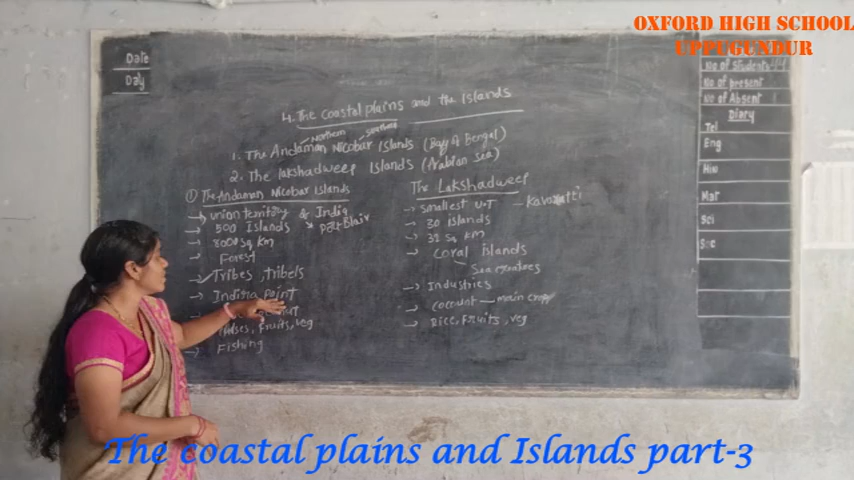 OXFORD HIGH SCHOOL
UPPUGUNDUR
Date
Day
No of students 44
No of present
No of Absent
Diary
Tel
Eng
Hin
Mat
Sci
Soc
4. The coastal plains and the Islands
Northern Southern
1. The Andaman Nicobar Islands (Bay of Bengel)
2. The lakshadweep Islands (Arabian sea)
① The Andaman Nicobar Islands
→ union territory & India
→ 500 Islands → port Blair
→ 8000 sq km
→ Forest
→ Tribes, tribels
→ Indira point
fruits, veg
→ Fishing
The Lakshadweep
→ smallest U.T - Kavaratti
→ 30 islands
→ 32 sq km
→ coral islands
Sea creatures
→ Industries
→ coconut — main crop
→ Rice, Fruits, veg
The coastal plains and Islands part-3